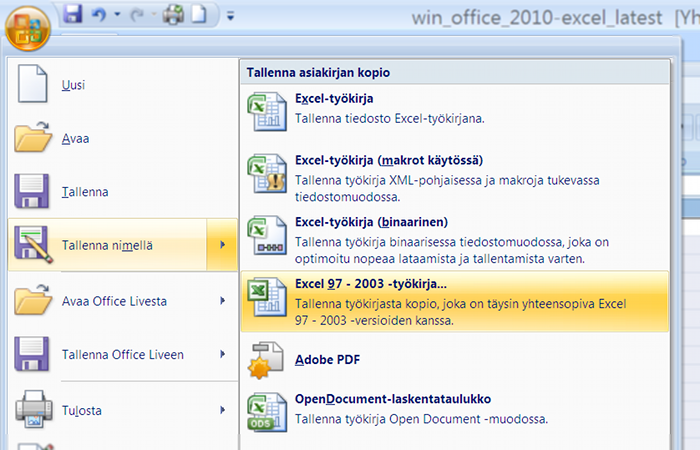 win_office_2010-excel_latest [Yh
Uusi
Avaa
Tallenna
Tallenna nimellä
Avaa Office Livesta
Tallenna Office Liveen
Tulosta
Tallenna asiakirjan kopio
Excel-työkirja
Tallenna tiedosto Excel-työkirjana.
Excel-työkirja (makrot käytössä)
Tallenna työkirja XML-pohjaisessa ja makroja tukevassa
tiedostomuodossa.
Excel-työkirja (binaarinen)
Tallenna työkirja binaarisessa tiedostomuodossa, joka on
optimoitu nopeaa lataamista ja tallentamista varten.
Excel 97 - 2003 -työkirja...
Tallenna työkirjasta kopio, joka on täysin yhteensopiva Excel
97 - 2003 -versioiden kanssa.
Adobe PDF
OpenDocument-laskentataulukko
Tallenna työkirja Open Document -muodossa.
ODS